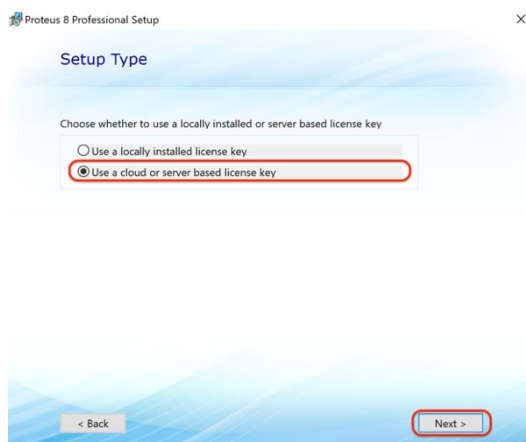 Proteus 8 Professional Setup
Setup Type
Choose whether to use a locally installed or server based license key
Use a locally installed license key
Use a cloud or server based license key
< Back
Next >